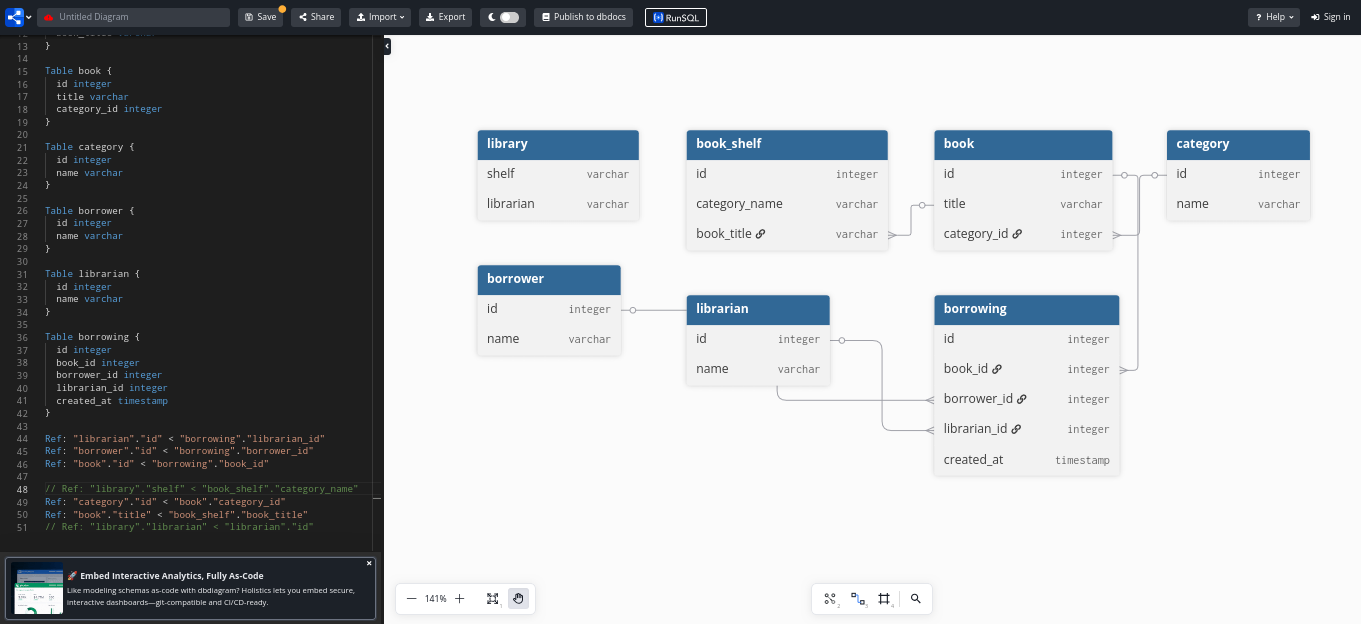 Untitled Diagram
Save
Share
Import
Export
Publish to dbdocs
RunSQL
Help
Sign in
13 }
14
15 Table book {
16 id integer
17 title varchar
18 category_id integer
19 }
20
21 Table category {
22 id integer
23 name varchar
24 }
25
26 Table borrower {
27 id integer
28 name varchar
29 }
30
31 Table librarian {
32 id integer
33 name varchar
34 }
35
36 Table borrowing {
37 id integer
38 book_id integer
39 borrower_id integer
40 librarian_id integer
41 created_at timestamp
42 }
43
44 Ref: "librarian"."id" < "borrowing"."librarian_id"
45 Ref: "borrower"."id" < "borrowing"."borrower_id"
46 Ref: "book"."id" < "borrowing"."book_id"
47
48 // Ref: "library"."shelf" < "book_shelf"."category_name"
49 Ref: "category"."id" < "book"."category_id"
50 Ref: "book"."title" < "book_shelf"."book_title"
51 // Ref: "library"."librarian" < "librarian"."id"
🚀 Embed Interactive Analytics, Fully As-Code
Like modeling schemas as-code with dbdiagram? Holistics lets you embed secure,
interactive dashboards—git-compatible and CI/CD-ready.
library
shelf varchar
librarian varchar
book_shelf
id integer
category_name varchar
book_title varchar
book
id integer
title varchar
category_id integer
category
id integer
name varchar
borrower
id integer
name varchar
librarian
id integer
name varchar
borrowing
id integer
book_id integer
borrower_id integer
librarian_id integer
created_at timestamp
141%